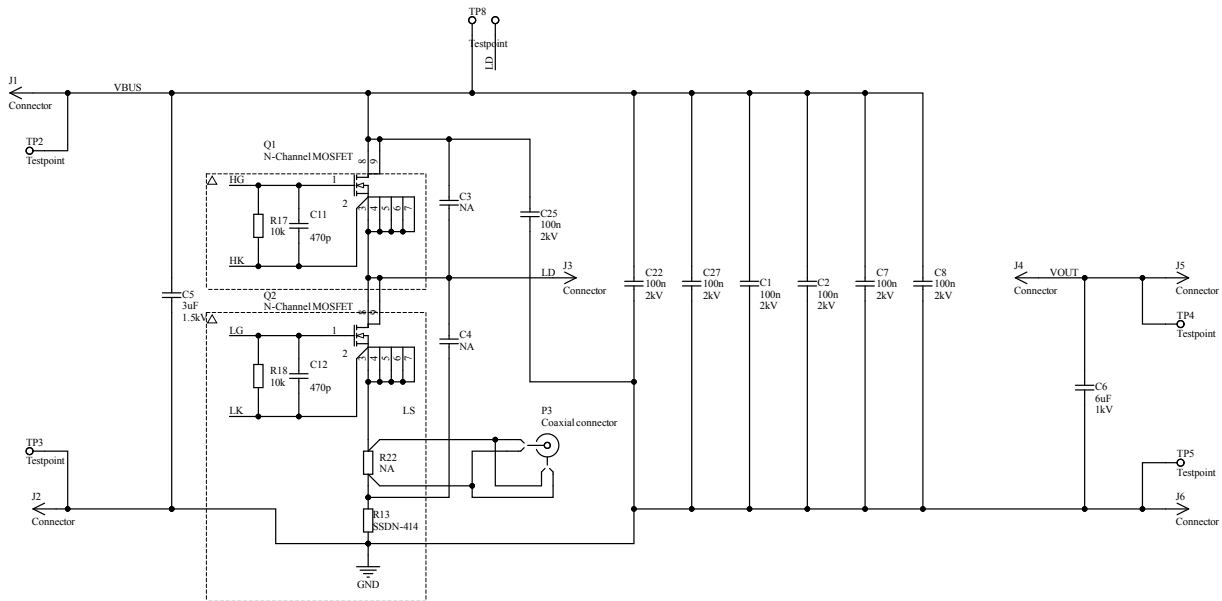 TP8
Testpoint
LD
J1
Connector
VBUS
TP2
Testpoint
Q1
N-Channel MOSFET
8
9
HG
1
R17
10k
C11
470p
2
3
4
5
6
7
HK
C3
NA
C25
100n
2kV
LD
J3
Connector
C5
3uF
1.5kV
Q2
N-Channel MOSFET
8
9
LG
1
R18
10k
C12
470p
2
3
4
5
6
7
LK
LS
C4
NA
C22
100n
2kV
C27
100n
2kV
C1
100n
2kV
C2
100n
2kV
C7
100n
2kV
C8
100n
2kV
J4
Connector
VOUT
J5
Connector
TP4
Testpoint
C6
6uF
1kV
P3
Coaxial connector
TP3
Testpoint
J2
Connector
R22
NA
R13
SSDN-414
GND
TP5
Testpoint
J6
Connector